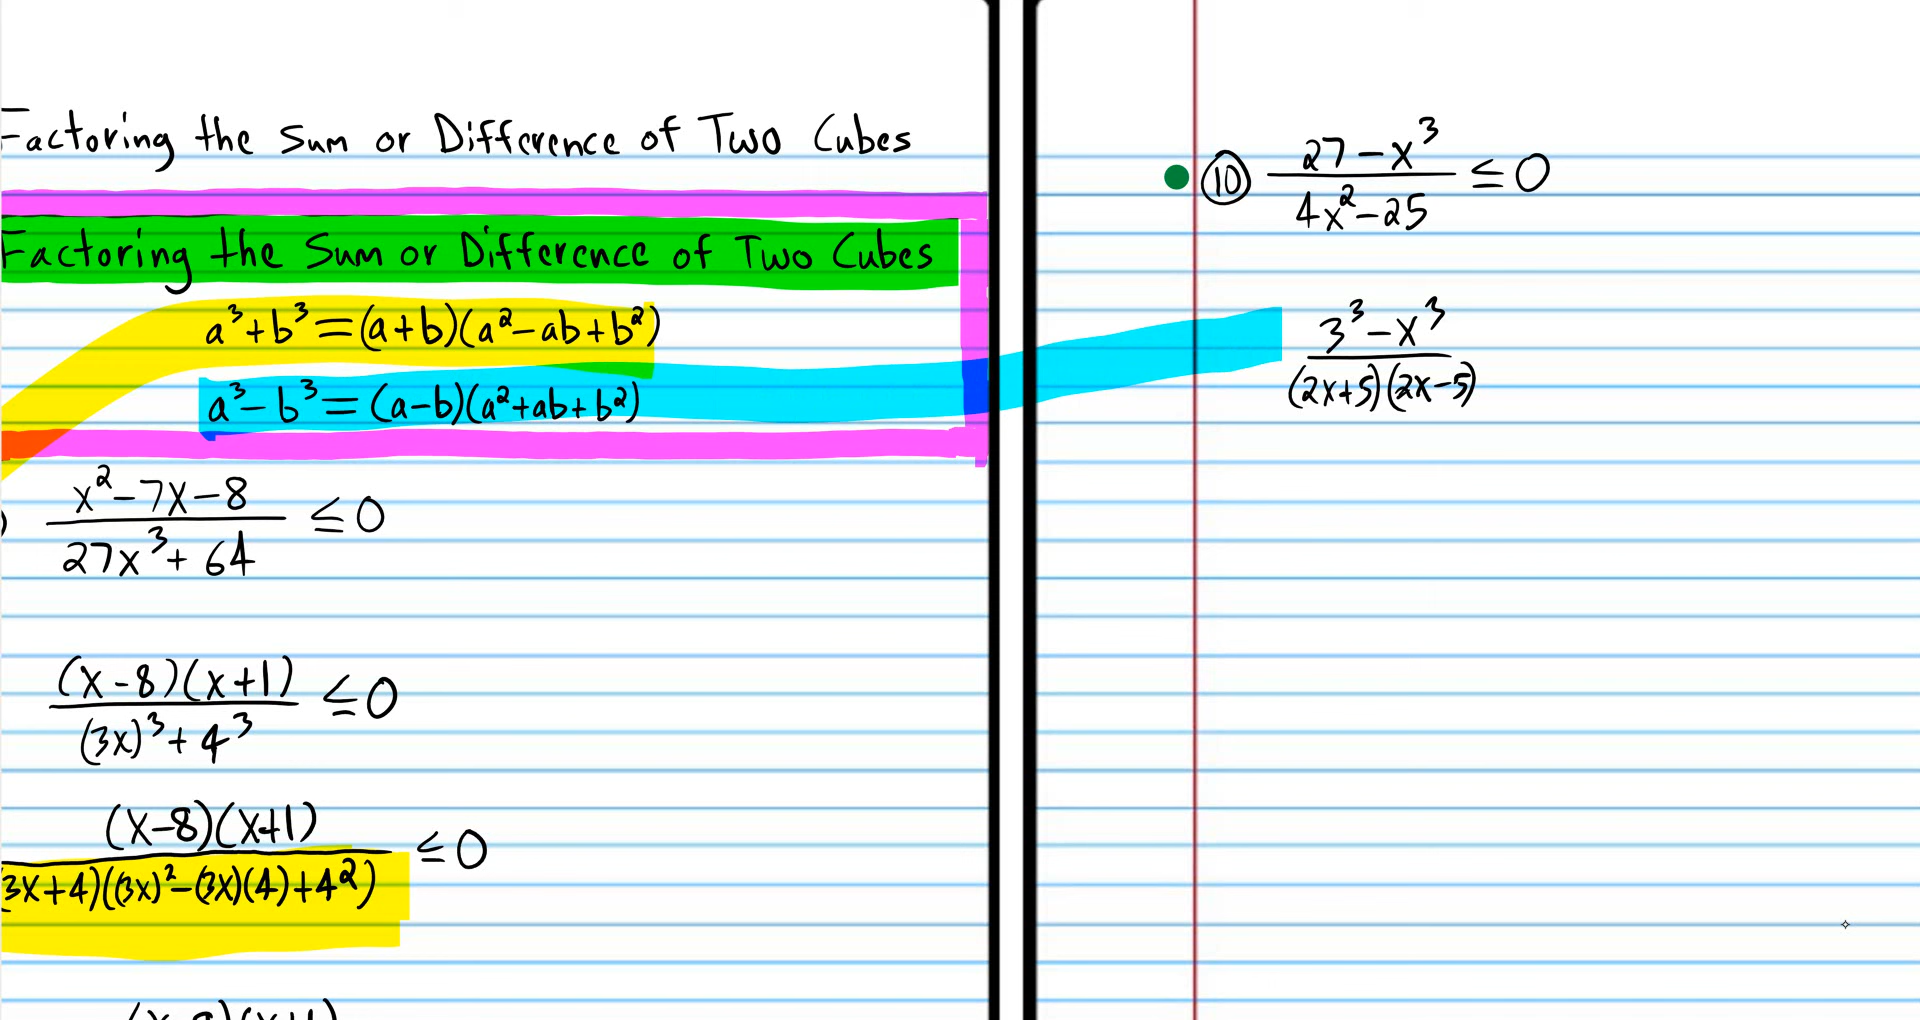 Factoring the Sum or Difference of Two Cubes
Factoring the Sum or Difference of Two Cubes
a³+b³=(a+b)(a²-ab+b²)
a³-b³=(a-b)(a²+ab+b²)
x²-7x-8
27x³+64
≤0
(x-8)(x+1)
(3x)³+4³
≤0
(x-8)(x+1)
3x+4)((3x)²-(3x)(4)+4²)
≤0
10
27-x³
4x²-25
≤0
3³-x³
(2x+5)(2x-5)